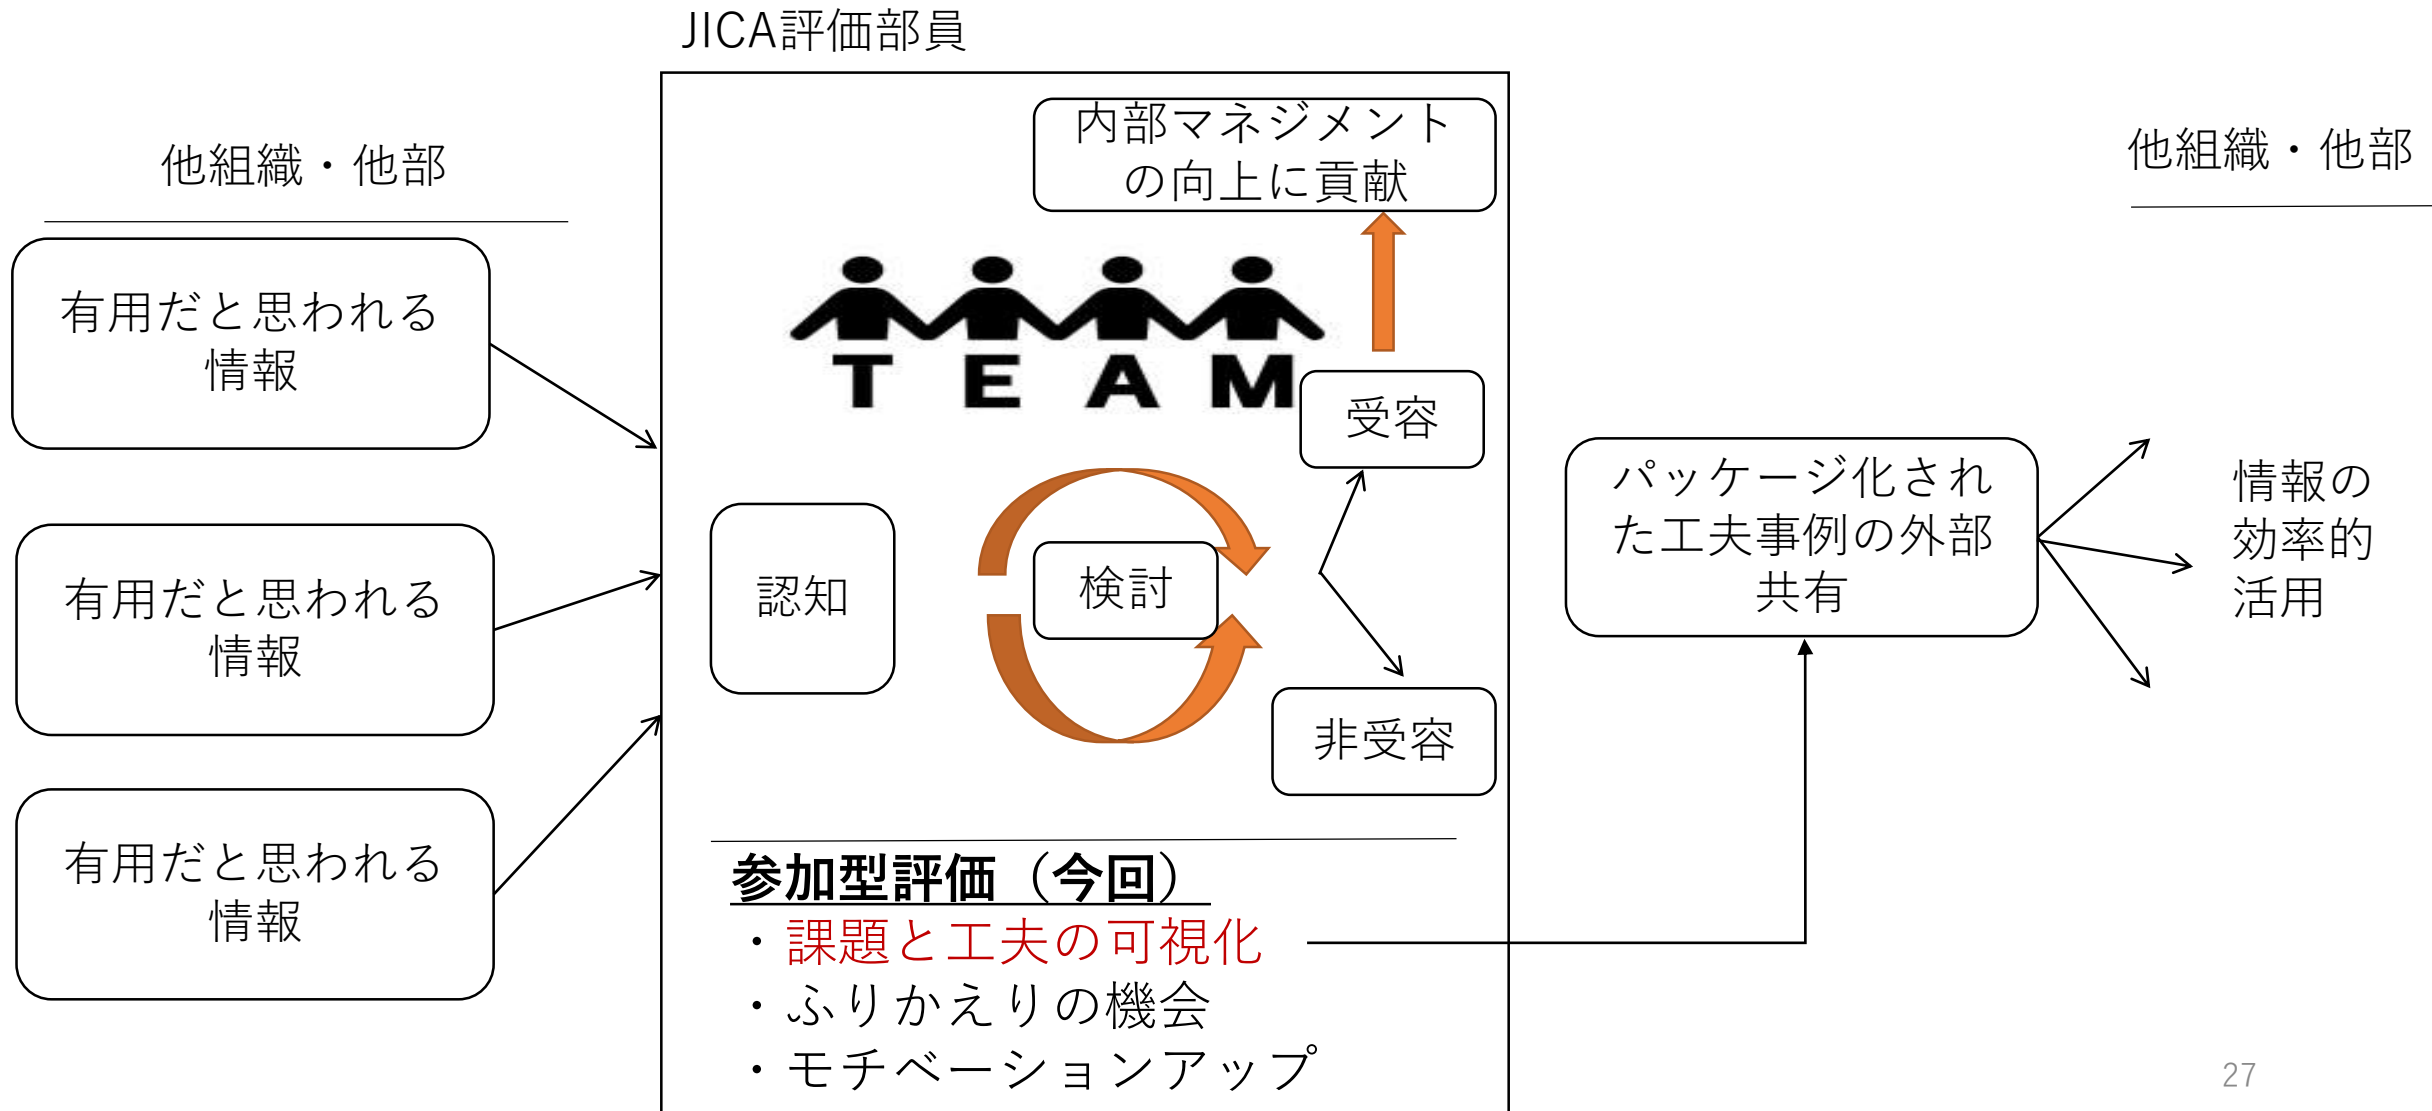 JICA評価部員
他組織・他部
有用だと思われる
情報
有用だと思われる
情報
有用だと思われる
情報
内部マネジメント
の向上に貢献
TEAM
受容
認知
検討
非受容
参加型評価（今回）
・課題と工夫の可視化
・ふりかえりの機会
・モチベーションアップ
パッケージ化され
た工夫事例の外部
共有
他組織・他部
情報の
効率的
活用
27